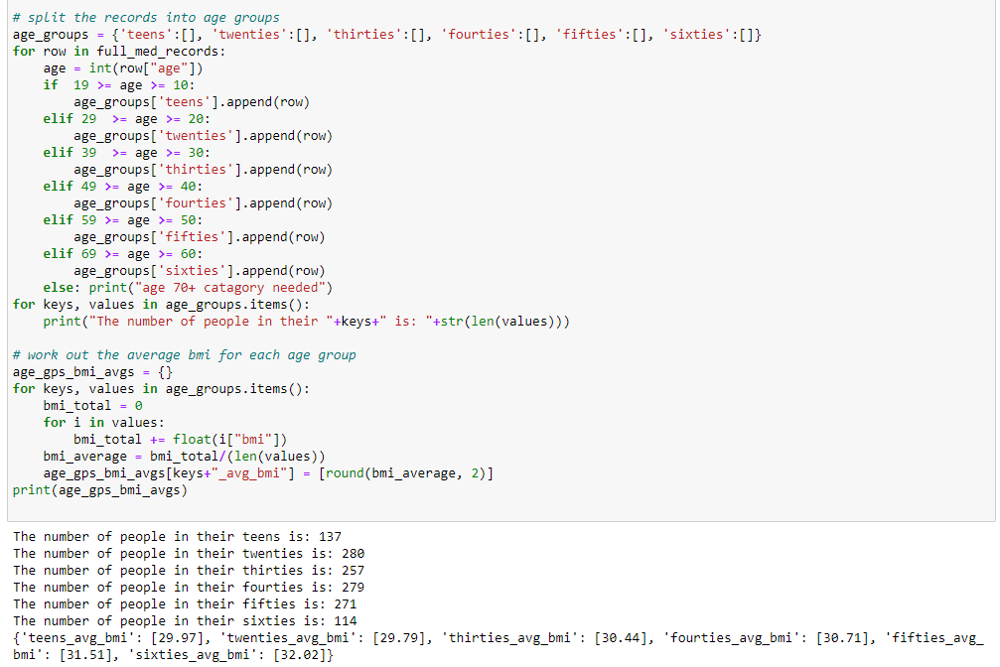 # split the records into age groups
age_groups = {'teens':[], 'twenties':[], 'thirties':[], 'fourties':[], 'fifties':[], 'sixties':[]}
for row in full_med_records:
    age = int(row["age"])
    if  19 >= age >= 10:
        age_groups['teens'].append(row)
    elif 29  >= age >= 20:
        age_groups['twenties'].append(row)
    elif 39  >= age >= 30:
        age_groups['thirties'].append(row)
    elif 49 >= age >= 40:
        age_groups['fourties'].append(row)
    elif 59 >= age >= 50:
        age_groups['fifties'].append(row)
    elif 69 >= age >= 60:
        age_groups['sixties'].append(row)
    else: print("age 70+ catagory needed")
for keys, values in age_groups.items():
    print("The number of people in their "+keys+" is: "+str(len(values)))

# work out the average bmi for each age group
age_gps_bmi_avgs = {}
for keys, values in age_groups.items():
    bmi_total = 0
    for i in values:
        bmi_total += float(i["bmi"])
    bmi_average = bmi_total/(len(values))
    age_gps_bmi_avgs[keys+"_avg_bmi"] = [round(bmi_average, 2)]
print(age_gps_bmi_avgs)

The number of people in their teens is: 137
The number of people in their twenties is: 280
The number of people in their thirties is: 257
The number of people in their fourties is: 279
The number of people in their fifties is: 271
The number of people in their sixties is: 114
{'teens_avg_bmi': [29.97], 'twenties_avg_bmi': [29.79], 'thirties_avg_bmi': [30.44], 'fourties_avg_bmi': [30.71], 'fifties_avg_
bmi': [31.51], 'sixties_avg_bmi': [32.02]}